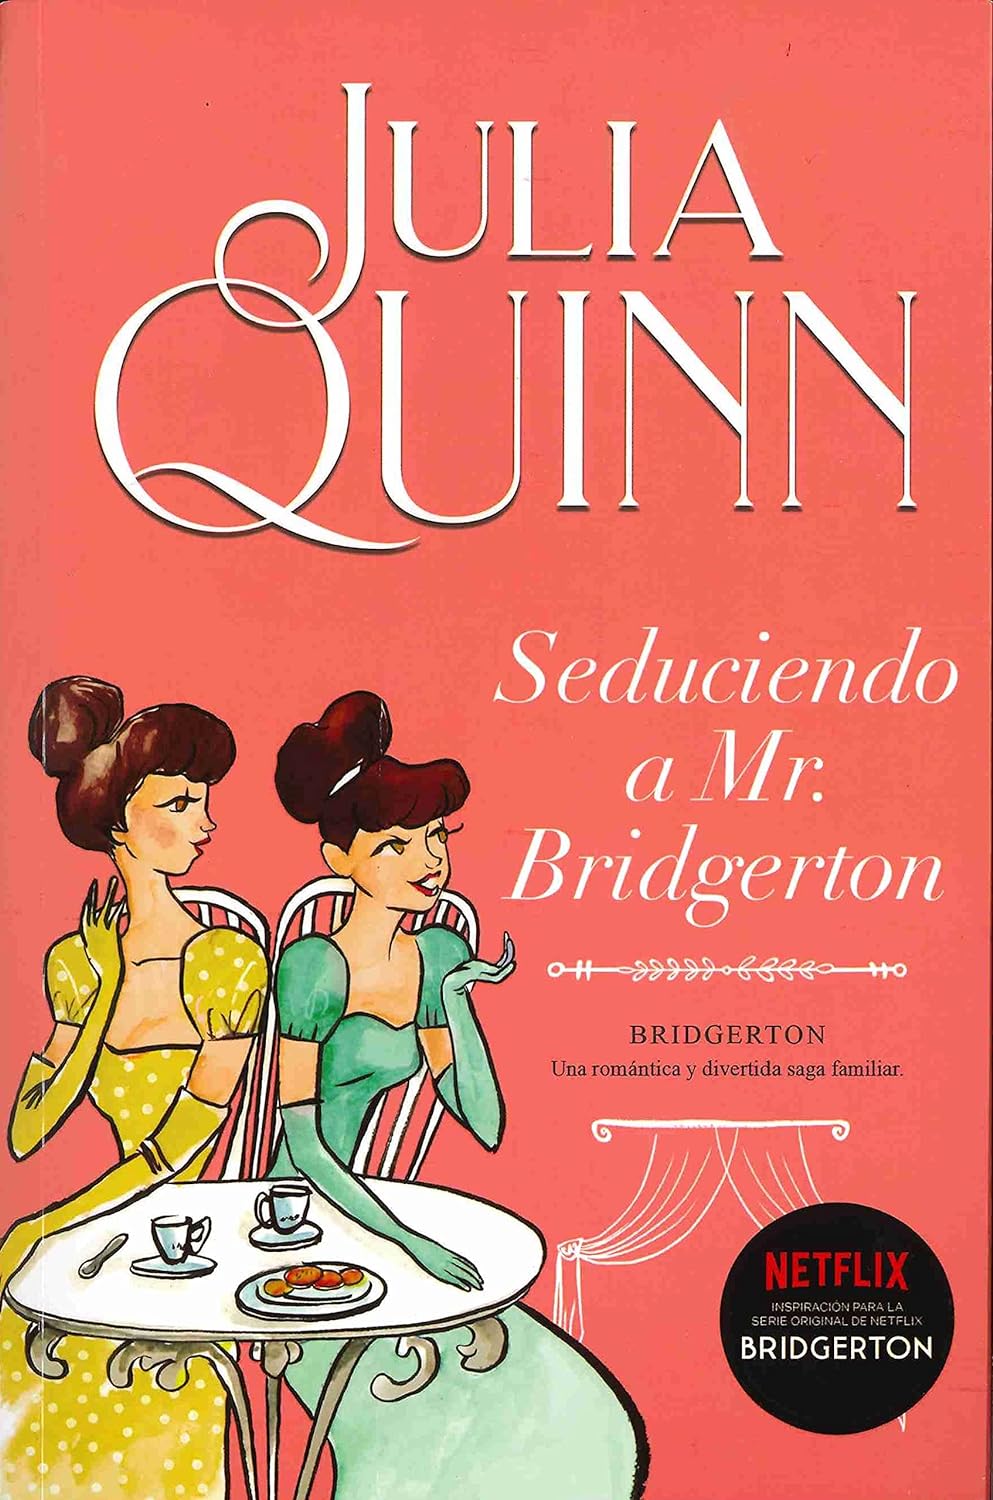 JULIA
QUINN
Seduciendo
a Mr.
Bridgerton
BRIDGERTON
Una romántica y divertida saga familiar.
NETFLIX
INSPIRACIÓN PARA LA
SERIE ORIGINAL DE NETFLIX
BRIDGERTON